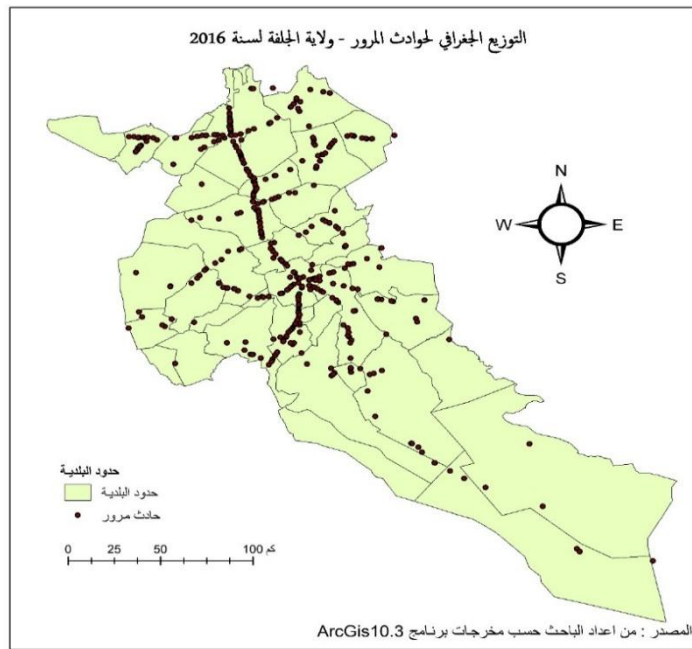 التوزيع الجغرافي لحوادث المرور - ولاية الجلفة لسنة 2016
N
W E
S
حدود البلدية
حدود البلدية
حادث مرور
0 25 50 100 كم
المصدر : من اعداد الباحث حسب مخرجات برنامج ArcGis10.3